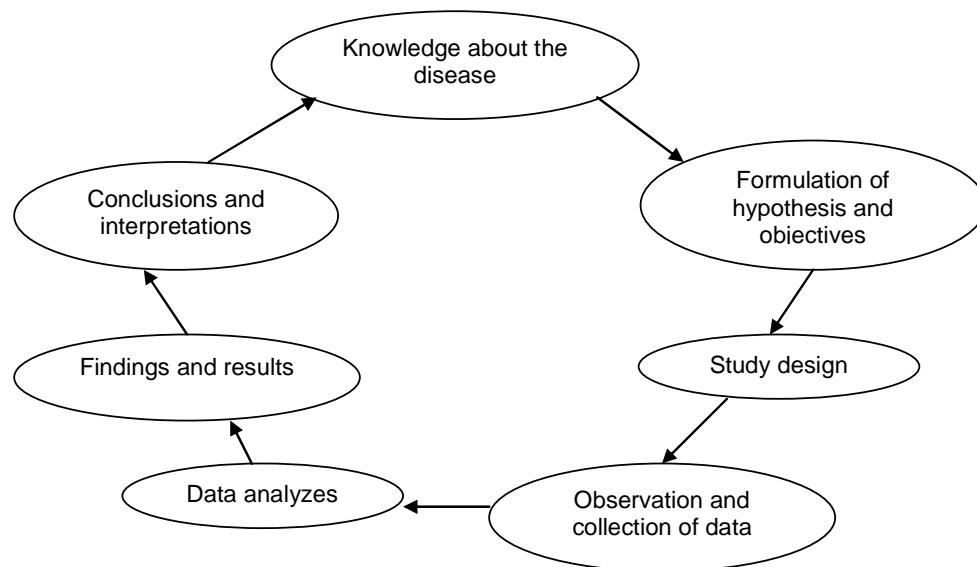 Knowledge about the
disease
Formulation of
hypothesis and
objectives
Study design
Observation and
collection of data
Data analyzes
Findings and results
Conclusions and
interpretations